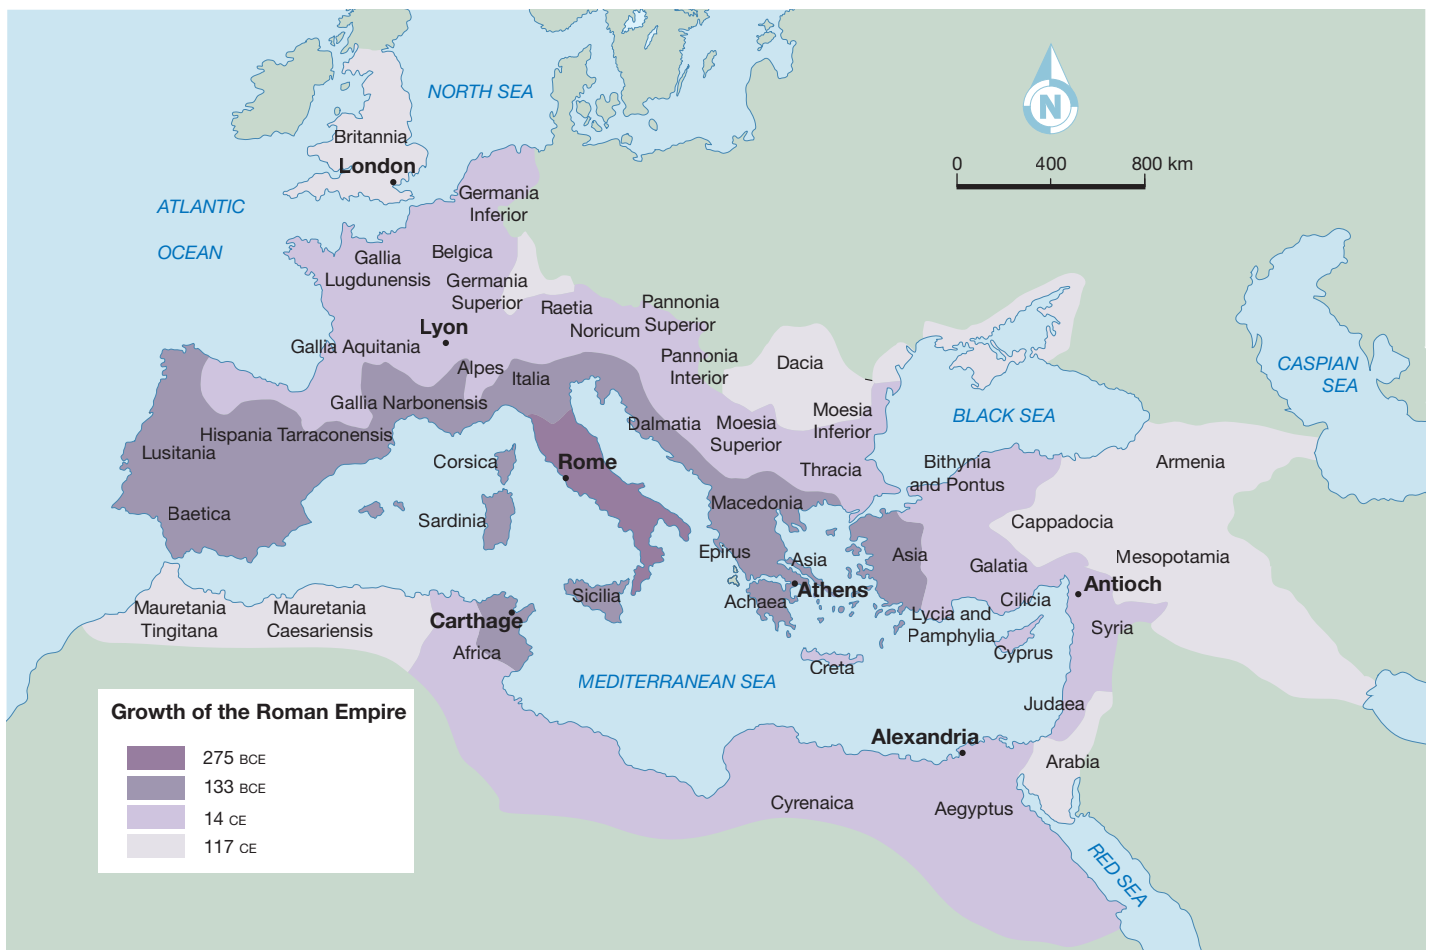 NORTH SEA
N
0 400 800 km
Britannia
London
ATLANTIC
OCEAN
Germania
Inferior
Gallia
Lugdunensis
Belgica
Germania
Superior
Raetia
Noricum
Pannonia
Superior
Lyon
Gallia Aquitania
Alpes
Italia
Pannonia
Interior
Dacia
CASPIAN
SEA
Gallia Narbonensis
Hispania Tarraconensis
Lusitania
Dalmatia
Moesia
Superior
Moesia
Inferior
BLACK SEA
Corsica
Rome
Thracia
Bithynia
and Pontus
Armenia
Baetica
Sardinia
Macedonia
Cappadocia
Epirus
Asia
Asia
Galatia
Mesopotamia
Antioch
Mauretania
Tingitana
Mauretania
Caesariensis
Sicilia
Carthage
Africa
Achaea
Athens
Lycia and
Pamphylia
Cilicia
Syria
Creta
Cyprus
MEDITERRANEAN SEA
Judaea
Alexandria
Arabia
Cyrenaica
Aegyptus
RED SEA
Growth of the Roman Empire
275 BCE
133 BCE
14 CE
117 CE